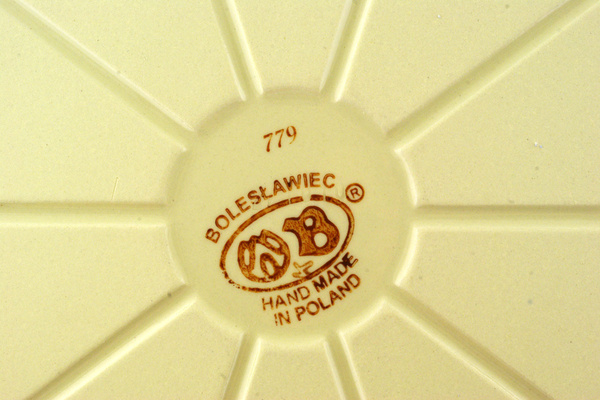 779
BOLESŁAWIEC ®
B
HAND MADE
IN POLAND